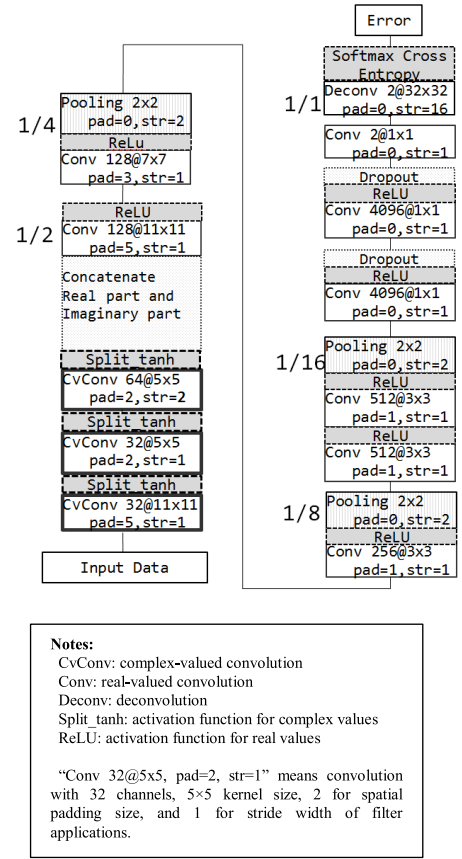 Error
Softmax Cross
Entropy
Deconv 2@32x32
pad=0,str=16
1/1
Conv 2@1x1
pad=0,str=1
Dropout
ReLU
Conv 4096@1x1
pad=0,str=1
Dropout
ReLU
Conv 4096@1x1
pad=0,str=1
Pooling 2x2
pad=0,str=2
1/16
ReLU
Conv 512@3x3
pad=1,str=1
ReLU
Conv 512@3x3
pad=1,str=1
Pooling 2x2
pad=0,str=2
1/8
ReLU
Conv 256@3x3
pad=1,str=1
Pooling 2x2
pad=0,str=2
1/4
ReLu
Conv 128@7x7
pad=3,str=1
ReLU
1/2
Conv 128@11x11
pad=5,str=1
Concatenate
Real part and
Imaginary part
Split_tanh
CvConv 64@5x5
pad=2,str=2
Split_tanh
CvConv 32@5x5
pad=2,str=1
Split_tanh
CvConv 32@11x11
pad=5,str=1
Input Data
Notes:
CvConv: complex-valued convolution
Conv: real-valued convolution
Deconv: deconvolution
Split_tanh: activation function for complex values
ReLU: activation function for real values
“Conv 32@5x5, pad=2, str=1” means convolution
with 32 channels, 5×5 kernel size, 2 for spatial
padding size, and 1 for stride width of filter
applications.